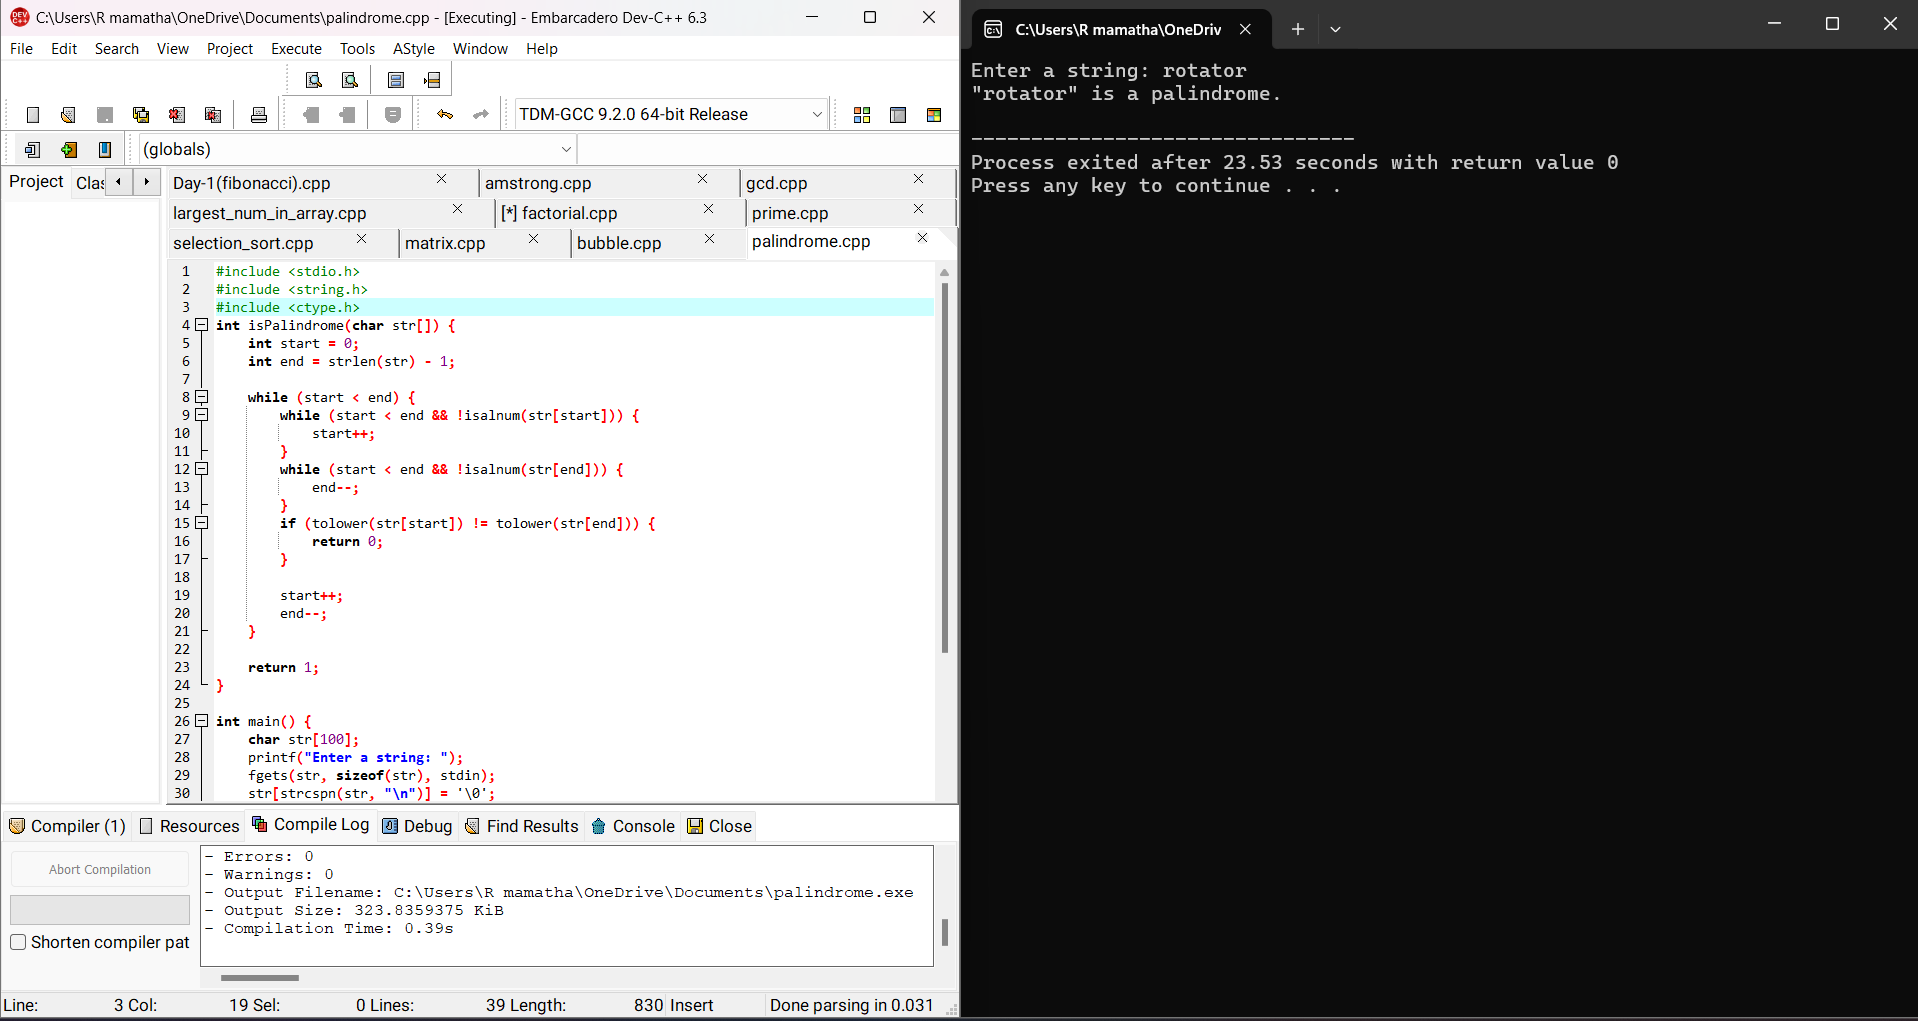 C:\Users\R mamatha\OneDrive\Documents\palindrome.cpp - [Executing] - Embarcadero Dev-C++ 6.3
File Edit Search View Project Execute Tools AStyle Window Help
TDM-GCC 9.2.0 64-bit Release
(globals)
Project Clas
Day-1(fibonacci).cpp amstrong.cpp gcd.cpp
largest_num_in_array.cpp [*] factorial.cpp prime.cpp
selection_sort.cpp matrix.cpp bubble.cpp palindrome.cpp
1 #include <stdio.h>
2 #include <string.h>
3 #include <ctype.h>
4 int isPalindrome(char str[]) {
5 int start = 0;
6 int end = strlen(str) - 1;
7
8 while (start < end) {
9 while (start < end && !isalnum(str[start])) {
10 start++;
11 }
12 while (start < end && !isalnum(str[end])) {
13 end--;
14 }
15 if (tolower(str[start]) != tolower(str[end])) {
16 return 0;
17 }
18
19 start++;
20 end--;
21 }
22
23 return 1;
24 }
25
26 int main() {
27 char str[100];
28 printf("Enter a string: ");
29 fgets(str, sizeof(str), stdin);
30 str[strcspn(str, "\n")] = '\0';
Compiler (1) Resources Compile Log Debug Find Results Console Close
Abort Compilation
Shorten compiler pat
- Errors: 0
- Warnings: 0
- Output Filename: C:\Users\R mamatha\OneDrive\Documents\palindrome.exe
- Output Size: 323.8359375 KiB
- Compilation Time: 0.39s
Line: 3 Col: 19 Sel: 0 Lines: 39 Length: 830 Insert Done parsing in 0.031
C:\Users\R mamatha\OneDriv
Enter a string: rotator
"rotator" is a palindrome.
--------------------------------
Process exited after 23.53 seconds with return value 0
Press any key to continue . . .